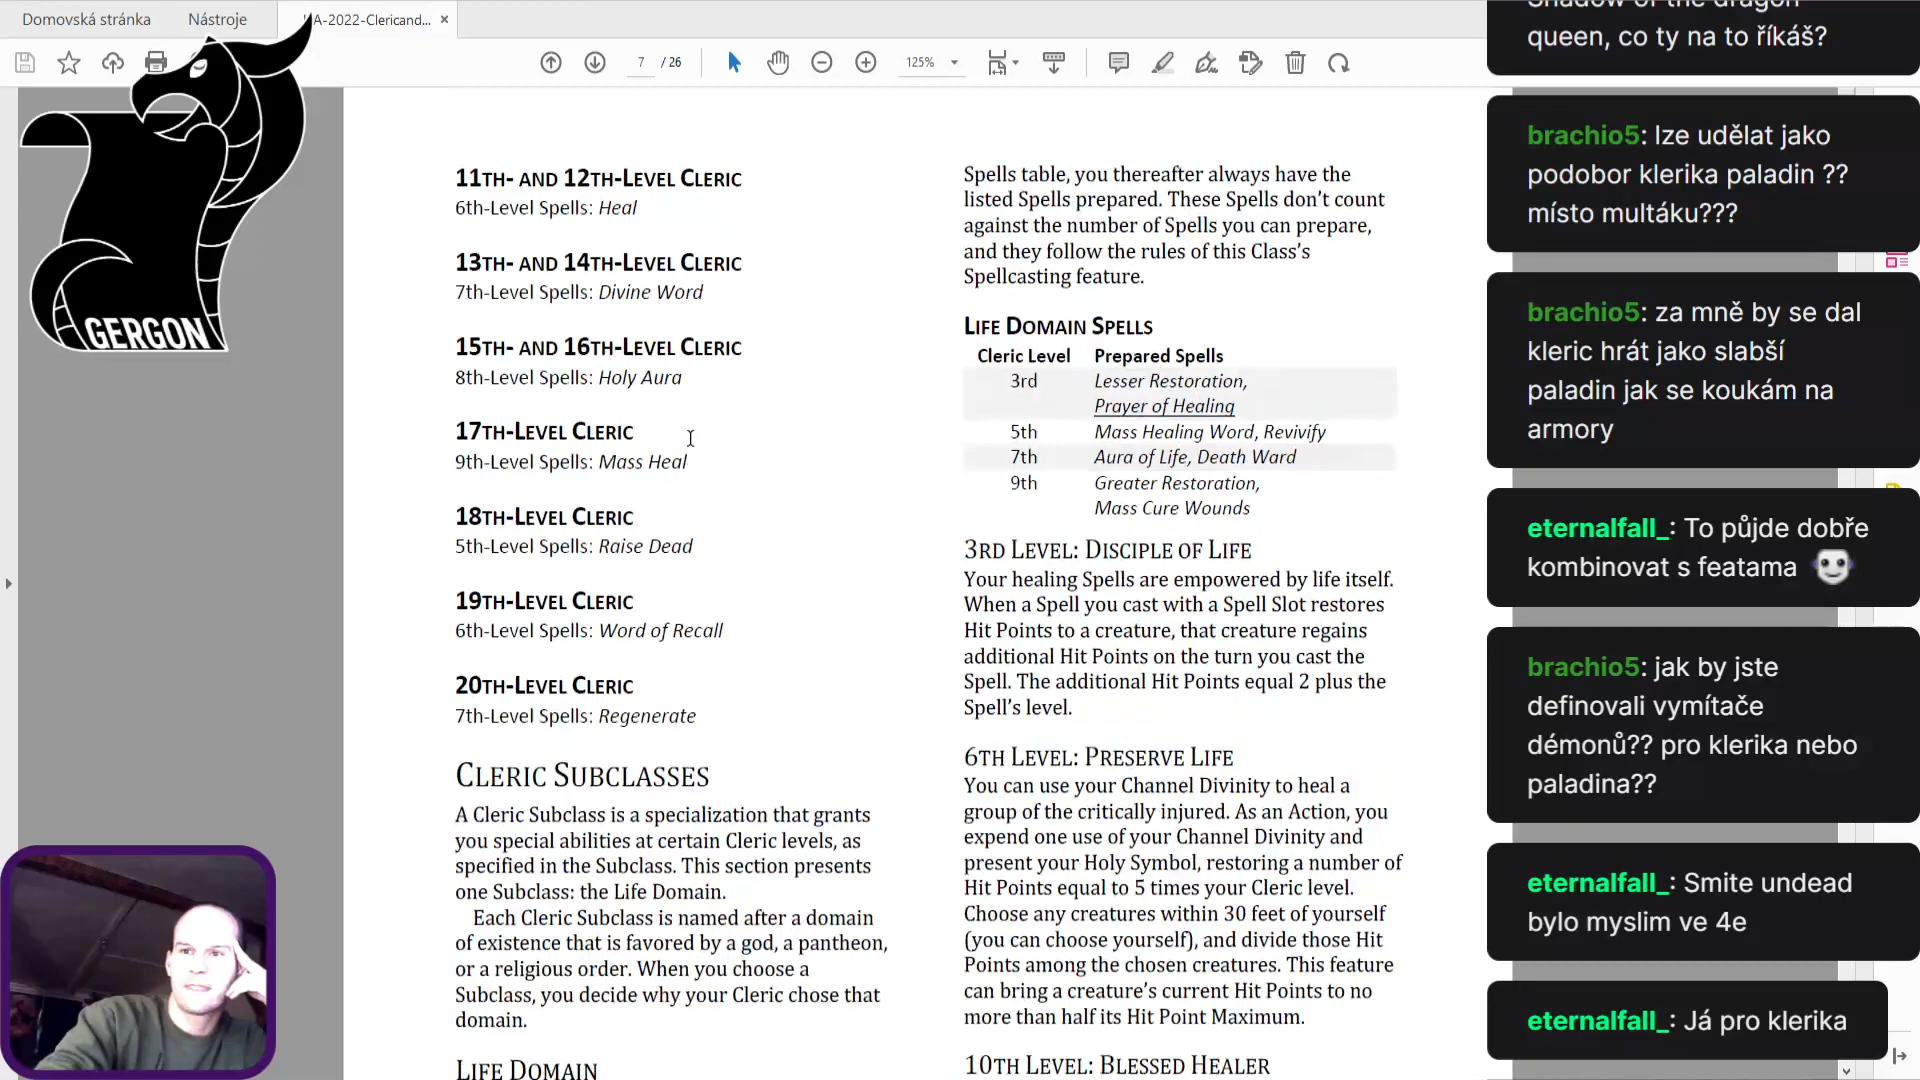 Domovská stránka
Nástroje
A-2022-Clericand...
7 / 26
125%
GERGON
11TH- AND 12TH-LEVEL CLERIC
6th-Level Spells: Heal
13TH- AND 14TH-LEVEL CLERIC
7th-Level Spells: Divine Word
15TH- AND 16TH-LEVEL CLERIC
8th-Level Spells: Holy Aura
17TH-LEVEL CLERIC
9th-Level Spells: Mass Heal
18TH-LEVEL CLERIC
5th-Level Spells: Raise Dead
19TH-LEVEL CLERIC
6th-Level Spells: Word of Recall
20TH-LEVEL CLERIC
7th-Level Spells: Regenerate
CLERIC SUBCLASSES
A Cleric Subclass is a specialization that grants
you special abilities at certain Cleric levels, as
specified in the Subclass. This section presents
one Subclass: the Life Domain.
Each Cleric Subclass is named after a domain
of existence that is favored by a god, a pantheon,
or a religious order. When you choose a
Subclass, you decide why your Cleric chose that
domain.
LIFE DOMAIN
Spells table, you thereafter always have the
listed Spells prepared. These Spells don't count
against the number of Spells you can prepare,
and they follow the rules of this Class's
Spellcasting feature.
LIFE DOMAIN SPELLS
Cleric Level Prepared Spells
3rd Lesser Restoration,
Prayer of Healing
5th Mass Healing Word, Revivify
7th Aura of Life, Death Ward
9th Greater Restoration,
Mass Cure Wounds
3RD LEVEL: DISCIPLE OF LIFE
Your healing Spells are empowered by life itself.
When a Spell you cast with a Spell Slot restores
Hit Points to a creature, that creature regains
additional Hit Points on the turn you cast the
Spell. The additional Hit Points equal 2 plus the
Spell's level.
6TH LEVEL: PRESERVE LIFE
You can use your Channel Divinity to heal a
group of the critically injured. As an Action, you
expend one use of your Channel Divinity and
present your Holy Symbol, restoring a number of
Hit Points equal to 5 times your Cleric level.
Choose any creatures within 30 feet of yourself
(you can choose yourself), and divide those Hit
Points among the chosen creatures. This feature
can bring a creature's current Hit Points to no
more than half its Hit Point Maximum.
10TH LEVEL: BLESSED HEALER
Shadow of the dragon
queen, co ty na to říkáš?
brachio5: lze udělat jako
podobor klerika paladin ??
místo multáku???
brachio5: za mně by se dal
kleric hrát jako slabší
paladin jak se koukám na
armory
eternalfall_: To půjde dobře
kombinovat s featama
brachio5: jak by jste
definovali vymítače
démonů?? pro klerika nebo
paladina??
eternalfall_: Smite undead
bylo myslim ve 4e
eternalfall_: Já pro klerika